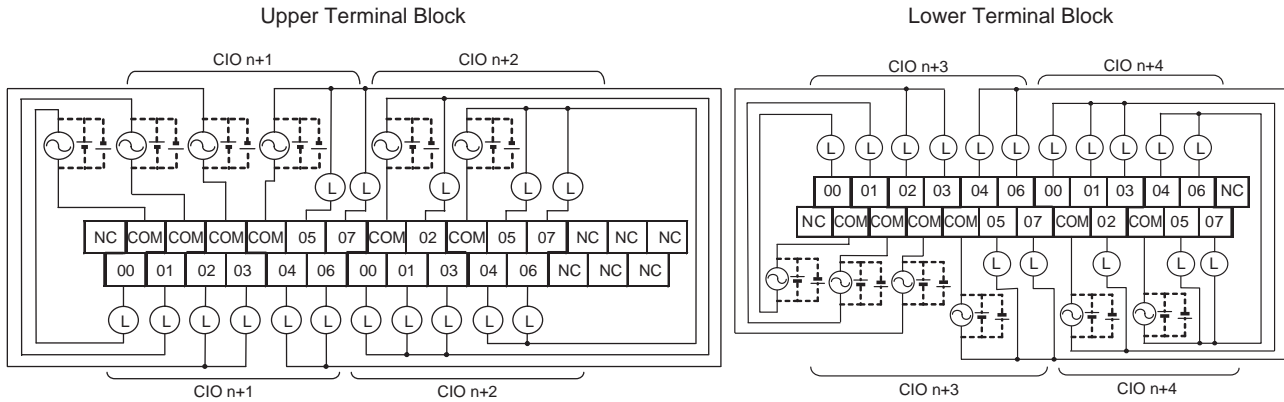 Upper Terminal Block
Lower Terminal Block
CIO n+1
CIO n+2
CIO n+3
CIO n+4
L L L L L L
L L L L L L L L L L L
NC COM COM COM COM 05 07 COM 02 COM 05 07 NC NC NC
00 01 02 03 04 06 00 01 03 04 06 NC NC NC
00 01 02 03 04 06 00 01 03 04 06 NC
NC COM COM COM COM 05 07 COM 02 COM 05 07
L L L L L L L L L L L
L L L L L
CIO n+1
CIO n+2
CIO n+3
CIO n+4